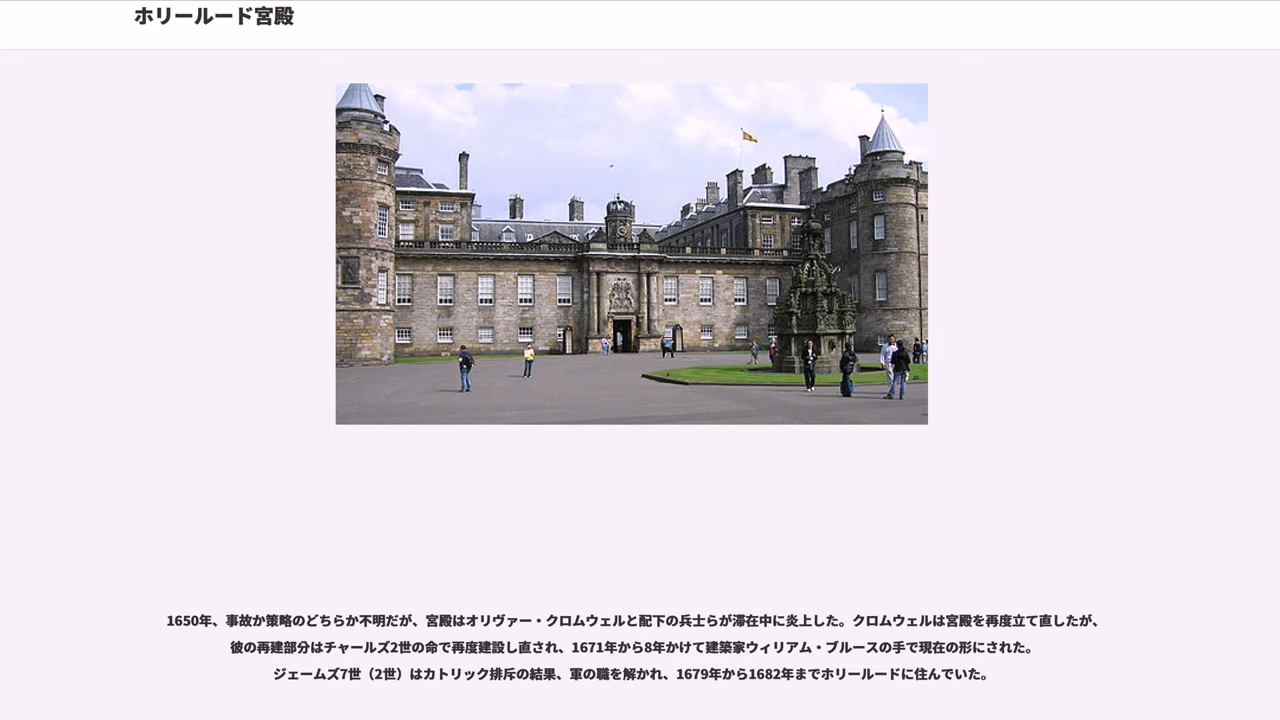 ホリールード宮殿
1650年、事故か策略のどちらか不明だが、宮殿はオリヴァー・クロムウェルと配下の兵士らが滞在中に炎上した。クロムウェルは宮殿を再度立て直したが、
彼の再建部分はチャールズ2世の命で再度建設し直され、1671年から8年かけて建築家ウィリアム・ブルースの手で現在の形にされた。
ジェームズ7世（2世）はカトリック排斥の結果、軍の職を解かれ、1679年から1682年までホリールードに住んでいた。